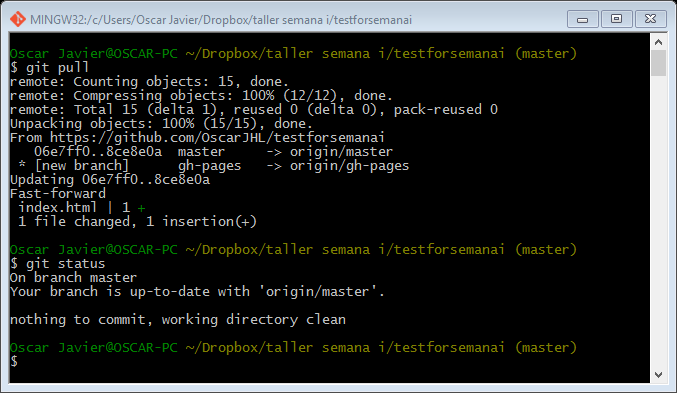 MINGW32:/c/Users/Oscar Javier/Dropbox/taller semana i/testforsemanai
Oscar Javier@OSCAR-PC ~/Dropbox/taller semana i/testforsemanai (master)
$ git pull
remote: Counting objects: 15, done.
remote: Compressing objects: 100% (12/12), done.
remote: Total 15 (delta 1), reused 0 (delta 0), pack-reused 0
Unpacking objects: 100% (15/15), done.
From https://github.com/OscarJHL/testforsemanai
   06e7ff0..8ce8e0a  master     -> origin/master
 * [new branch]      gh-pages   -> origin/gh-pages
Updating 06e7ff0..8ce8e0a
Fast-forward
 index.html | 1 +
 1 file changed, 1 insertion(+)
Oscar Javier@OSCAR-PC ~/Dropbox/taller semana i/testforsemanai (master)
$ git status
On branch master
Your branch is up-to-date with 'origin/master'.
nothing to commit, working directory clean
Oscar Javier@OSCAR-PC ~/Dropbox/taller semana i/testforsemanai (master)
$